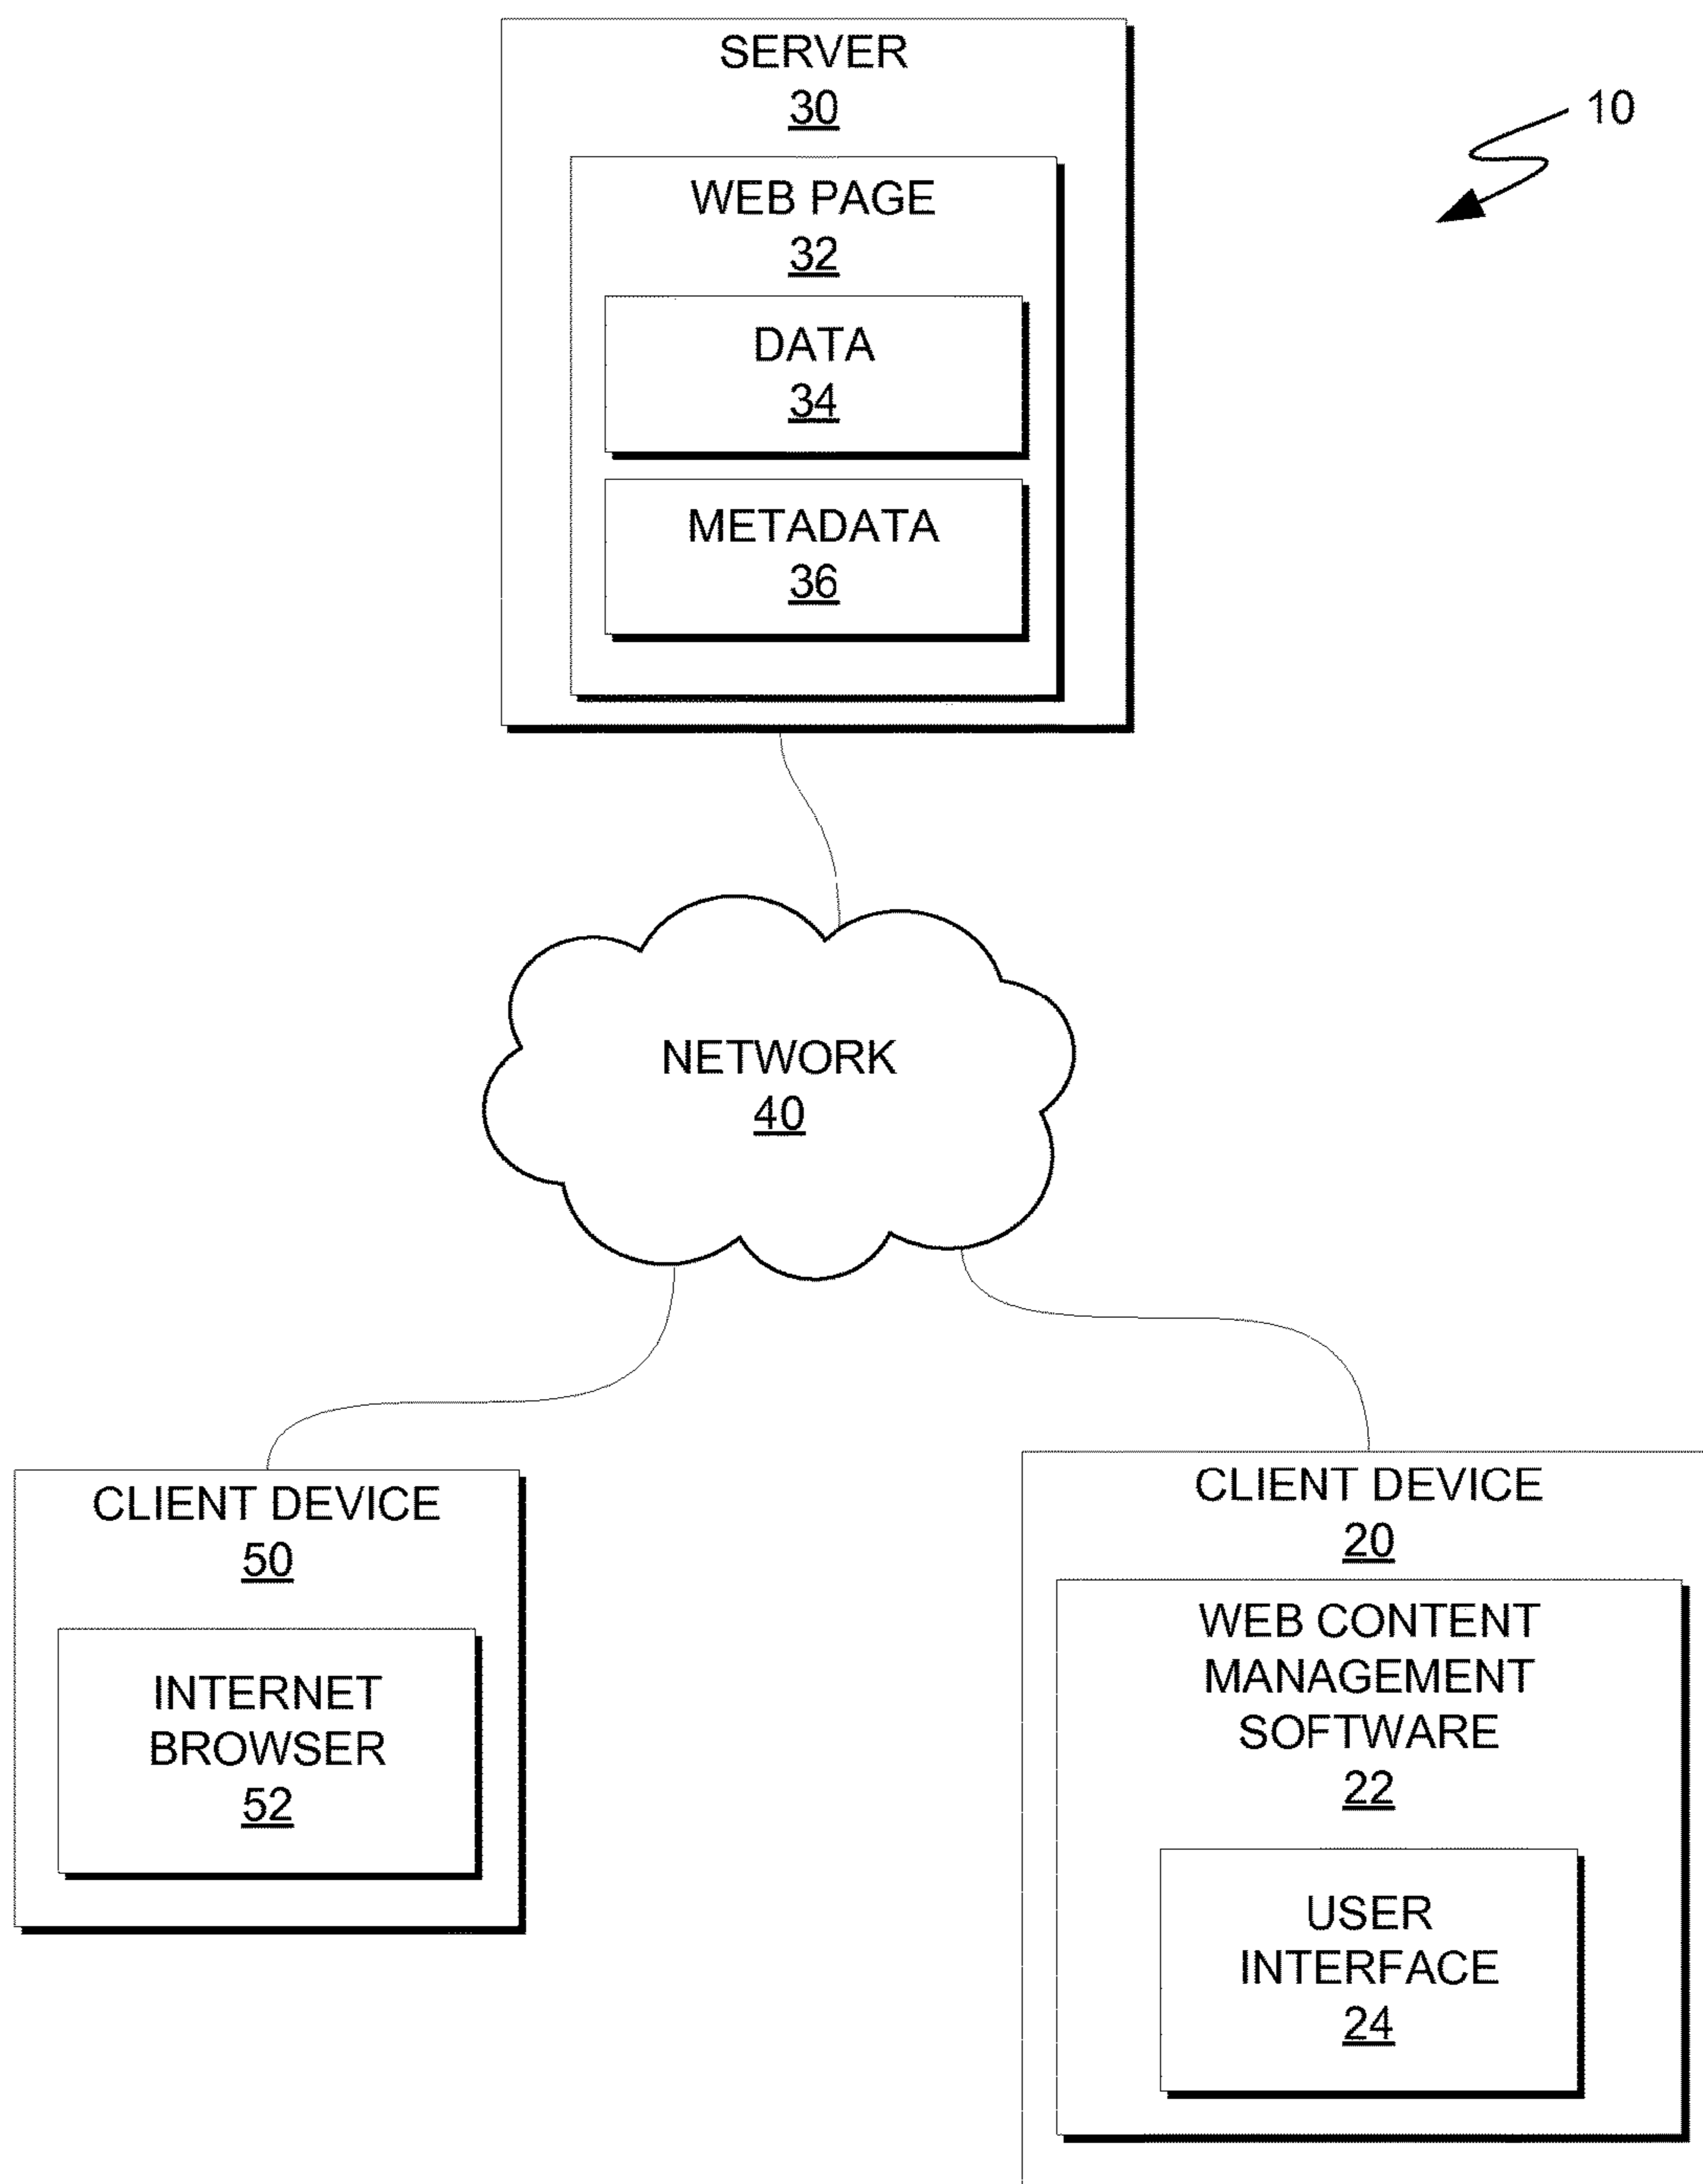 SERVER
30
10
WEB PAGE
32
DATA
34
METADATA
36
NETWORK
40
CLIENT DEVICE
50
INTERNET
BROWSER
52
CLIENT DEVICE
20
WEB CONTENT
MANAGEMENT
SOFTWARE
22
USER
INTERFACE
24